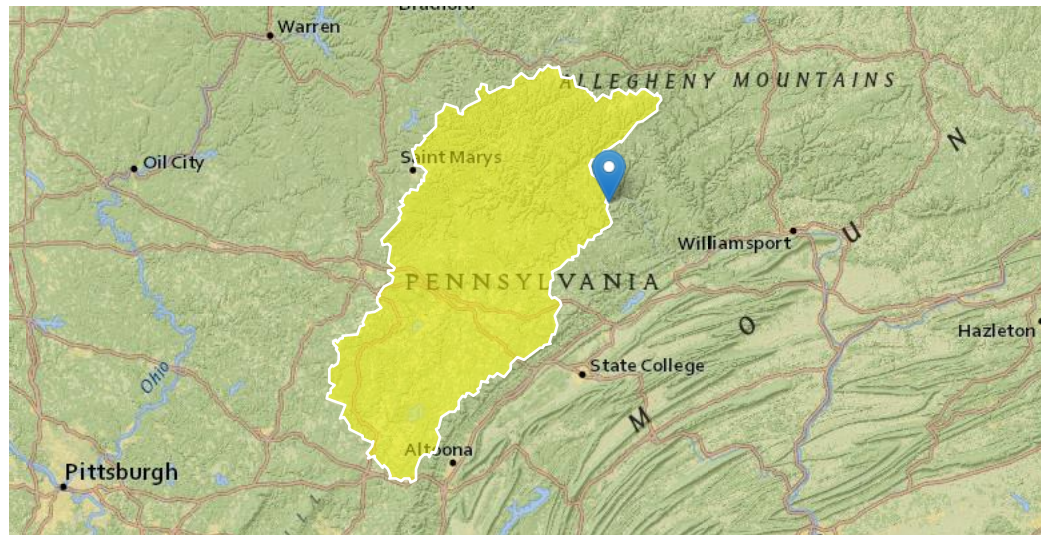 Bradford
Warren
ALLEGHENY MOUNTAINS
Oil City
Saint Marys
N
Williamsport
U
PENNSYLVANIA
O
Hazleton
State College
Ohio
M
Altoona
Pittsburgh
L L